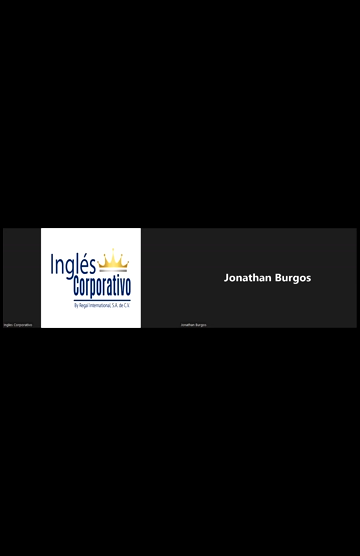 Inglés
Corporativo
By Regal International, S.A. de C.V.
Jonathan Burgos
Inglés Corporativo
Jonathan Burgos